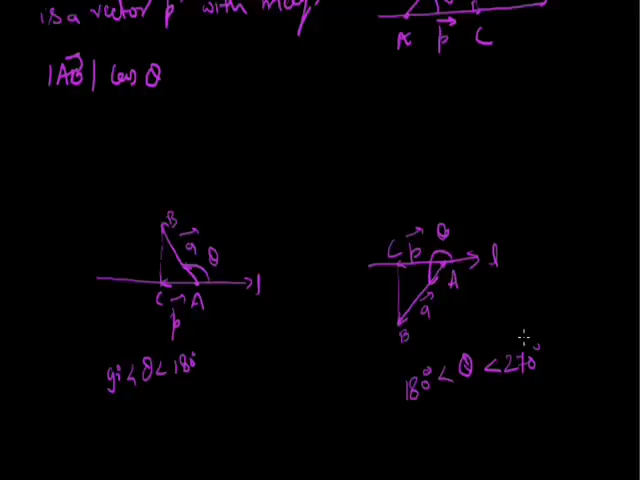 is a vector p with mag
A p C
|AB| cos θ
B
a θ
C A l
p
90° < θ < 180°
θ
C p l
A
a
B
180° < θ < 270°